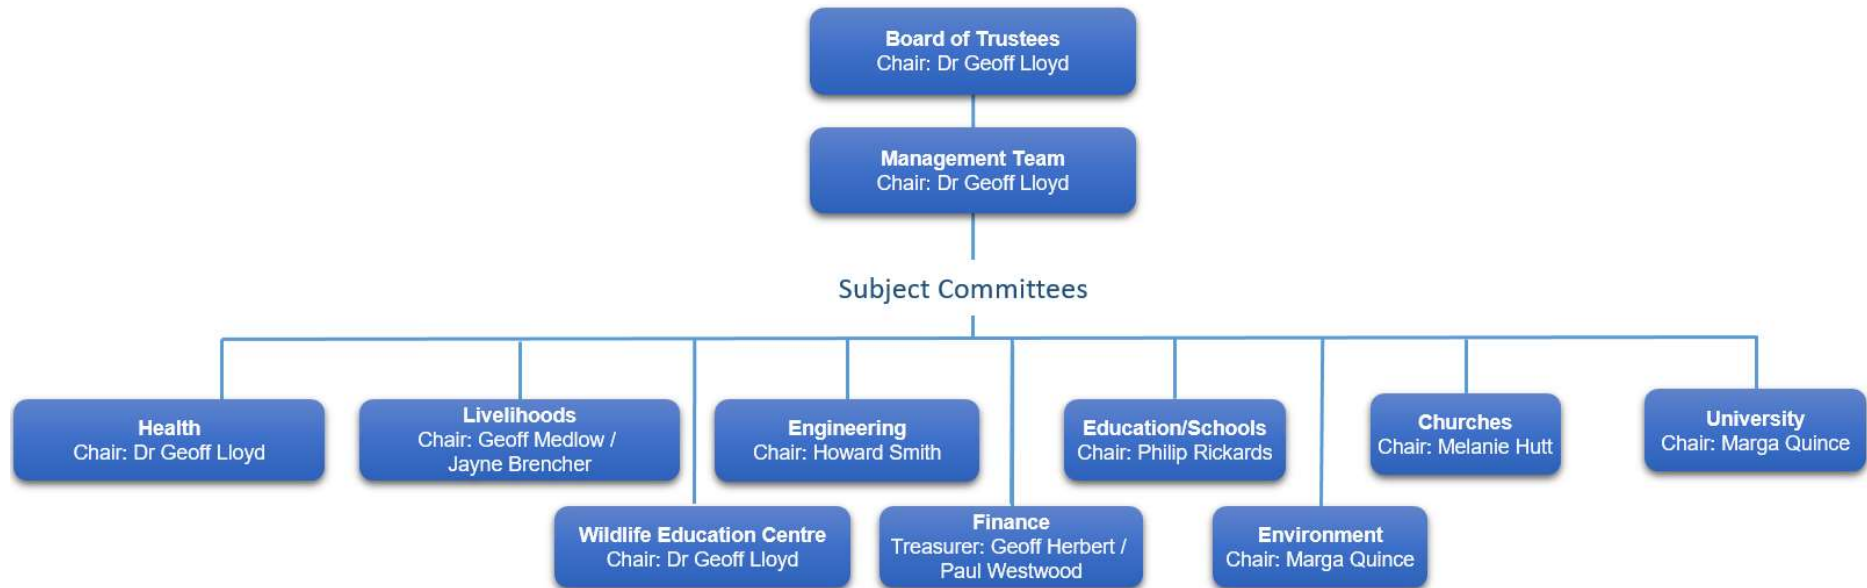 Board of Trustees
Chair: Dr Geoff Lloyd
Management Team
Chair: Dr Geoff Lloyd
Subject Committees
Health
Chair: Dr Geoff Lloyd
Livelihoods
Chair: Geoff Medlow /
Jayne Brencher
Engineering
Chair: Howard Smith
Education/Schools
Chair: Philip Rickards
Churches
Chair: Melanie Hutt
University
Chair: Marga Quince
Wildlife Education Centre
Chair: Dr Geoff Lloyd
Finance
Treasurer: Geoff Herbert /
Paul Westwood
Environment
Chair: Marga Quince